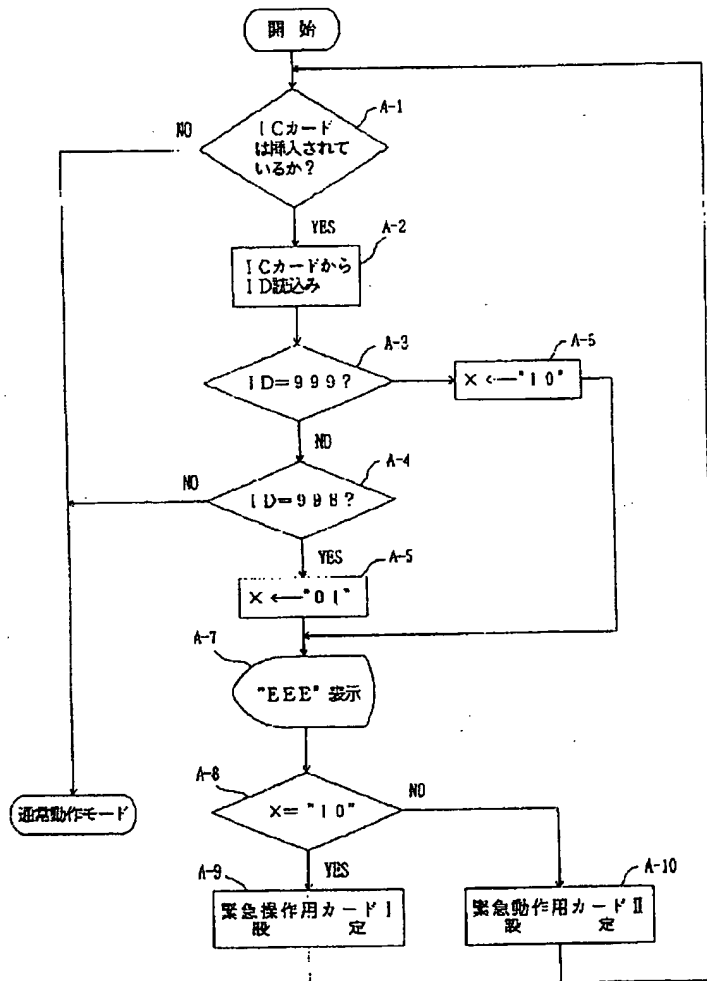 開始
A-1
NO
ICカード
は挿入されて
いるか?
YES
A-2
ICカードから
ID読込み
A-3
ID=999?
A-5
X ←"10"
NO
A-4
NO
ID=998?
YES
A-5
X ←"01"
A-7
"EEE" 表示
A-8
X= "10"
NO
通常動作モード
YES
A-9
緊急操作用カードI
設 定
A-10
緊急動作用カードII
設 定